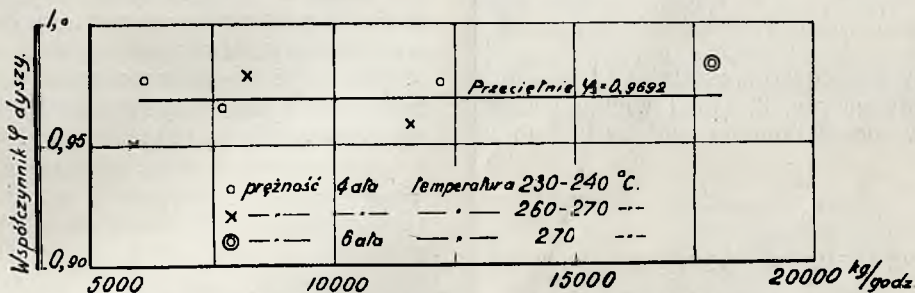 Współczynnik φ dyszy.
1,0
0,95
0,90
Przeciętnie φA=0,9692
o prężność 4 ata temperatura 230-240 °C.
x —·— —·— —·— 260-270 -·-
◎ —·— 6 ata —·— 270 -·-
5000 10000 15000 20000 kg/godz.